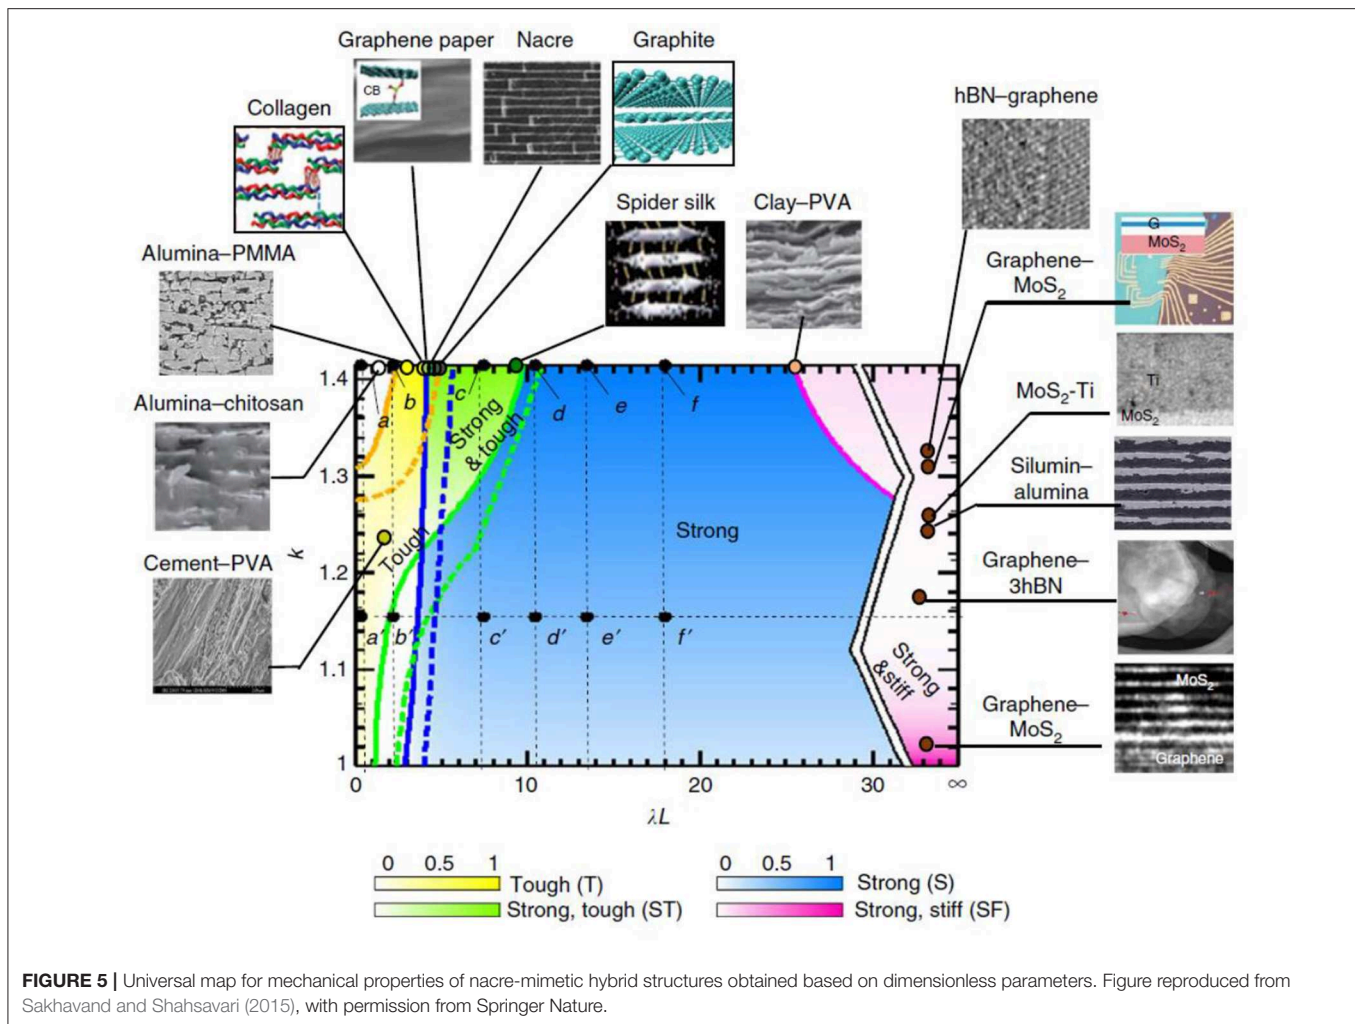 Graphene paper
Nacre
Graphite
CB
Collagen
hBN–graphene
Spider silk
Clay–PVA
G
MoS2
Alumina–PMMA
Graphene–
MoS2
Alumina–chitosan
MoS2-Ti
Ti
MoS2
Silumin–
alumina
Cement–PVA
Graphene–
3hBN
Graphene–
MoS2
MoS2
Graphene
1.4
1.3
1.2
1.1
1
k
a
b
c
d
e
f
Strong
& tough
Tough
Strong
a′
b′
c′
d′
e′
f′
Strong
&stiff
0
10
20
30
∞
λL
0 0.5 1
Tough (T)
Strong, tough (ST)
0 0.5 1
Strong (S)
Strong, stiff (SF)
FIGURE 5 | Universal map for mechanical properties of nacre-mimetic hybrid structures obtained based on dimensionless parameters. Figure reproduced from
Sakhavand and Shahsavari (2015), with permission from Springer Nature.